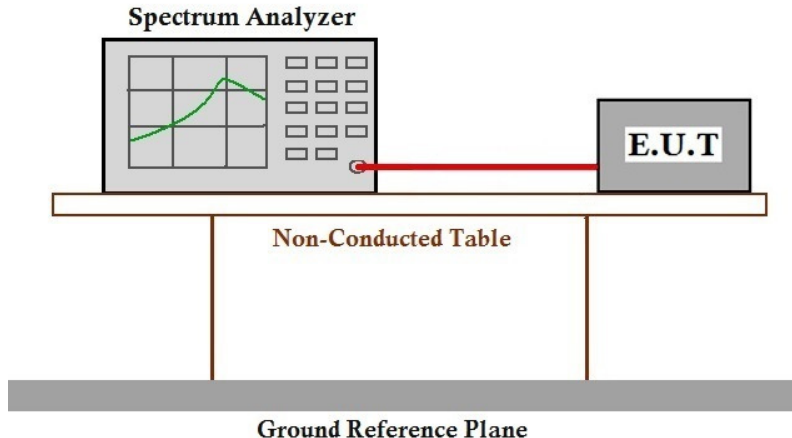 Spectrum Analyzer
E.U.T
Non-Conducted Table
Ground Reference Plane